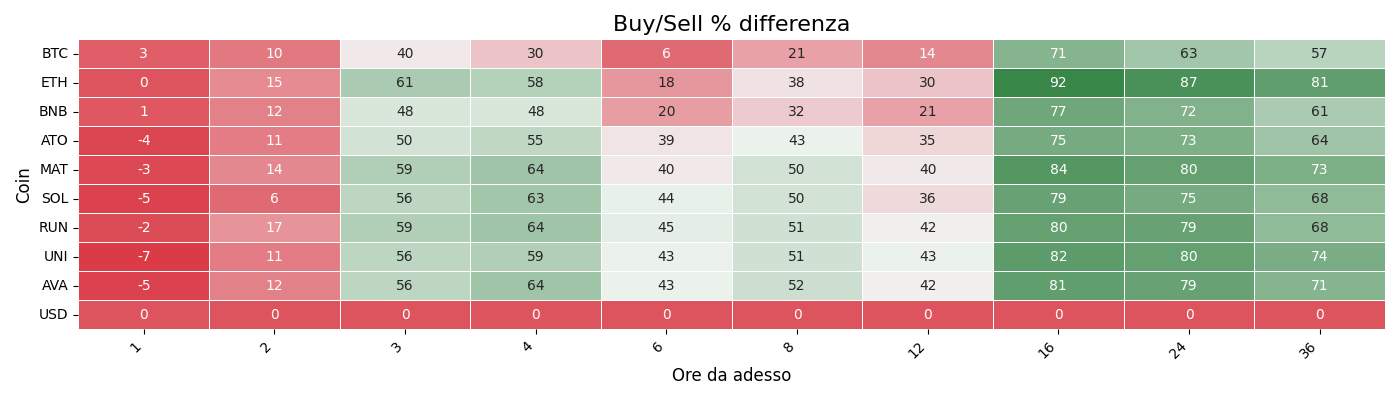 Buy/Sell % differenza
Coin
BTC 3 10 40 30 6 21 14 71 63 57
ETH 0 15 61 58 18 38 30 92 87 81
BNB 1 12 48 48 20 32 21 77 72 61
ATO -4 11 50 55 39 43 35 75 73 64
MAT -3 14 59 64 40 50 40 84 80 73
SOL -5 6 56 63 44 50 36 79 75 68
RUN -2 17 59 64 45 51 42 80 79 68
UNI -7 11 56 59 43 51 43 82 80 74
AVA -5 12 56 64 43 52 42 81 79 71
USD 0 0 0 0 0 0 0 0 0 0
1 2 3 4 6 8 12 16 24 36
Ore da adesso